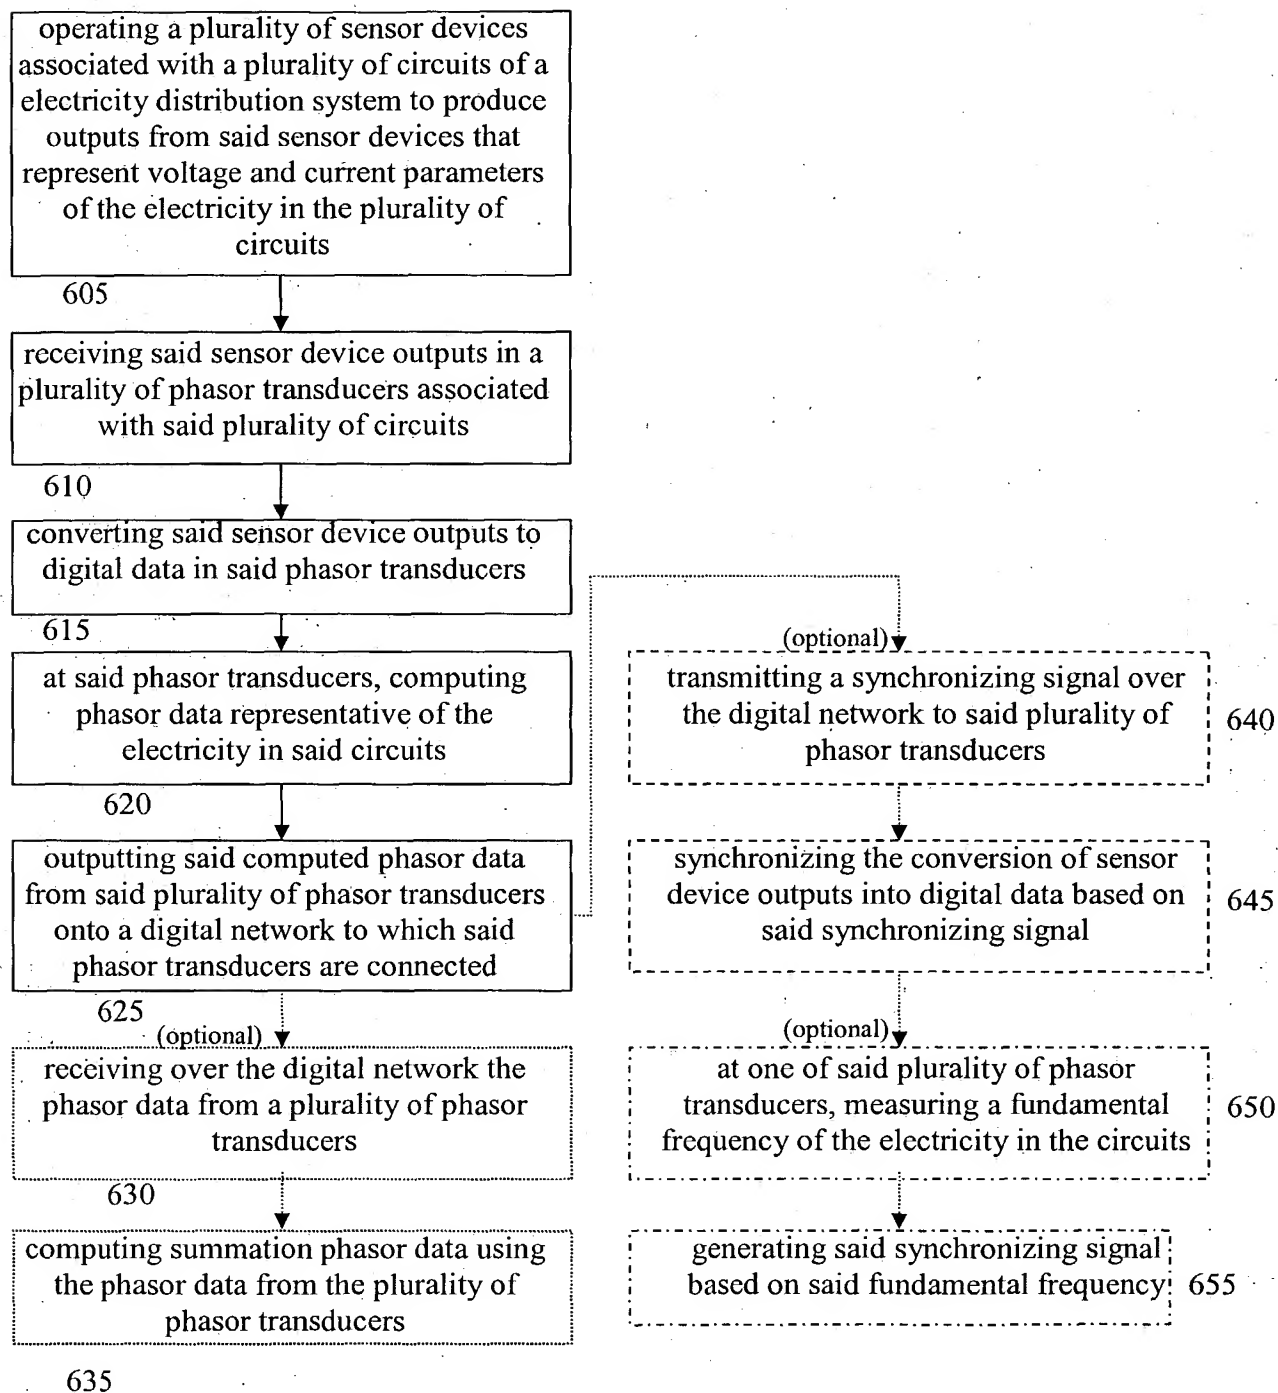 operating a plurality of sensor devices
associated with a plurality of circuits of a
electricity distribution system to produce
outputs from said sensor devices that
represent voltage and current parameters
of the electricity in the plurality of
circuits
605
receiving said sensor device outputs in a
plurality of phasor transducers associated
with said plurality of circuits
610
converting said sensor device outputs to
digital data in said phasor transducers
615
at said phasor transducers, computing
phasor data representative of the
electricity in said circuits
620
outputting said computed phasor data
from said plurality of phasor transducers
onto a digital network to which said
phasor transducers are connected
625
(optional)
receiving over the digital network the
phasor data from a plurality of phasor
transducers
630
computing summation phasor data using
the phasor data from the plurality of
phasor transducers
635
(optional)
transmitting a synchronizing signal over
the digital network to said plurality of
phasor transducers
640
synchronizing the conversion of sensor
device outputs into digital data based on
said synchronizing signal
645
(optional)
at one of said plurality of phasor
transducers, measuring a fundamental
frequency of the electricity in the circuits
650
generating said synchronizing signal
based on said fundamental frequency
655